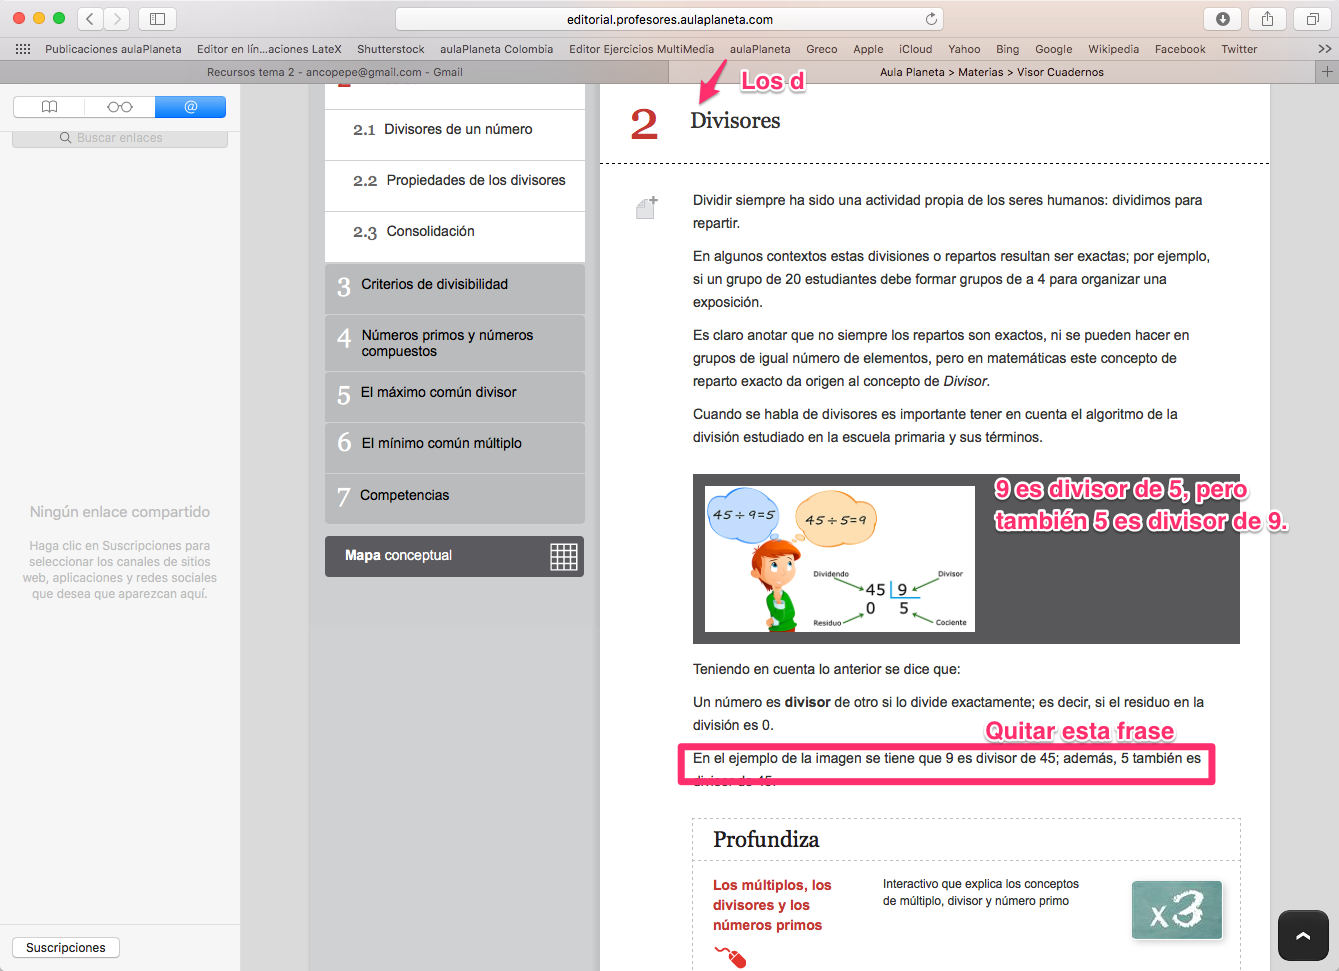 editorial.profesores.aulaplaneta.com
Publicaciones aulaPlaneta
Editor en lín...aciones LateX
Shutterstock
aulaPlaneta Colombia
Editor Ejercicios MultiMedia
aulaPlaneta
Greco
Apple
iCloud
Yahoo
Bing
Google
Wikipedia
Facebook
Twitter
Recursos tema 2 - ancopepe@gmail.com - Gmail
Aula Planeta > Materias > Visor Cuadernos
@
Buscar enlaces
Ningún enlace compartido
Haga clic en Suscripciones para
seleccionar los canales de sitios
web, aplicaciones y redes sociales
que desea que aparezcan aquí.
Suscripciones
2.1 Divisores de un número
2.2 Propiedades de los divisores
2.3 Consolidación
3 Criterios de divisibilidad
4 Números primos y números
compuestos
5 El máximo común divisor
6 El mínimo común múltiplo
7 Competencias
Mapa conceptual
Los d
2 Divisores
Dividir siempre ha sido una actividad propia de los seres humanos: dividimos para
repartir.
En algunos contextos estas divisiones o repartos resultan ser exactas; por ejemplo,
si un grupo de 20 estudiantes debe formar grupos de a 4 para organizar una
exposición.
Es claro anotar que no siempre los repartos son exactos, ni se pueden hacer en
grupos de igual número de elementos, pero en matemáticas este concepto de
reparto exacto da origen al concepto de Divisor.
Cuando se habla de divisores es importante tener en cuenta el algoritmo de la
división estudiado en la escuela primaria y sus términos.
45÷9=5
45÷5=9
Dividendo
Divisor
45 9
0 5
Residuo
Cociente
9 es divisor de 5, pero
también 5 es divisor de 9.
Teniendo en cuenta lo anterior se dice que:
Un número es divisor de otro si lo divide exactamente; es decir, si el residuo en la
división es 0.
Quitar esta frase
En el ejemplo de la imagen se tiene que 9 es divisor de 45; además, 5 también es
divisor de 45.
Profundiza
Los múltiplos, los
divisores y los
números primos
Interactivo que explica los conceptos
de múltiplo, divisor y número primo
x3